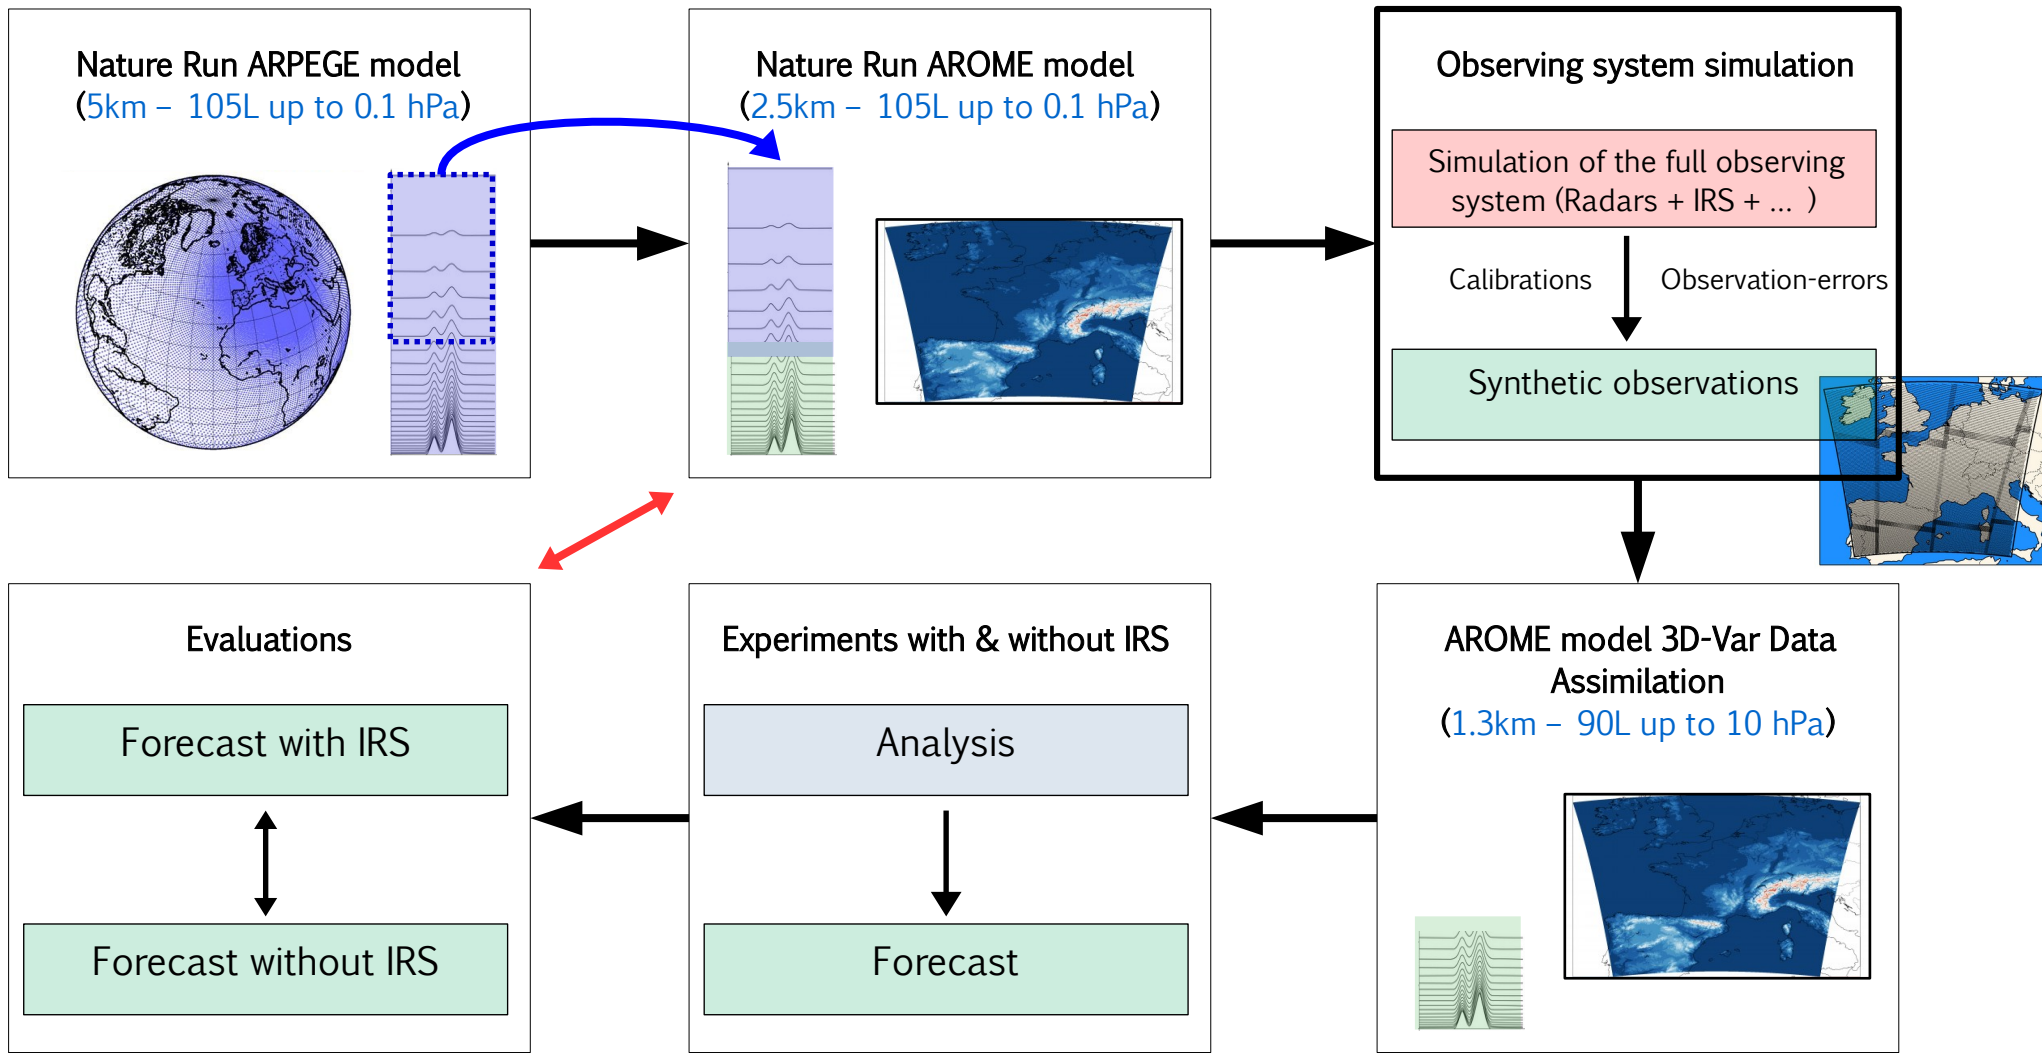 Nature Run ARPEGE model
(5km – 105L up to 0.1 hPa)
Nature Run AROME model
(2.5km – 105L up to 0.1 hPa)
Observing system simulation
Simulation of the full observing
system (Radars + IRS + ... )
Calibrations
Observation-errors
Synthetic observations
Evaluations
Forecast with IRS
Forecast without IRS
Experiments with & without IRS
Analysis
Forecast
AROME model 3D-Var Data
Assimilation
(1.3km – 90L up to 10 hPa)